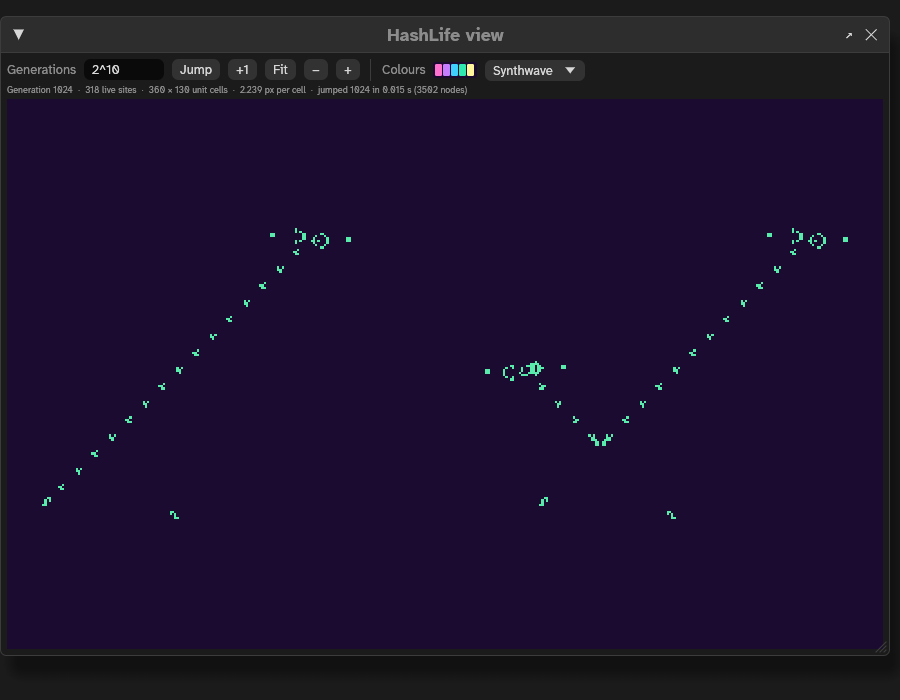 HashLife view
Generations 2^10 Jump +1 Fit − + Colours Synthwave
Generation 1024 · 318 live sites · 360 × 130 unit cells · 2.239 px per cell · jumped 1024 in 0.015 s (3502 nodes)